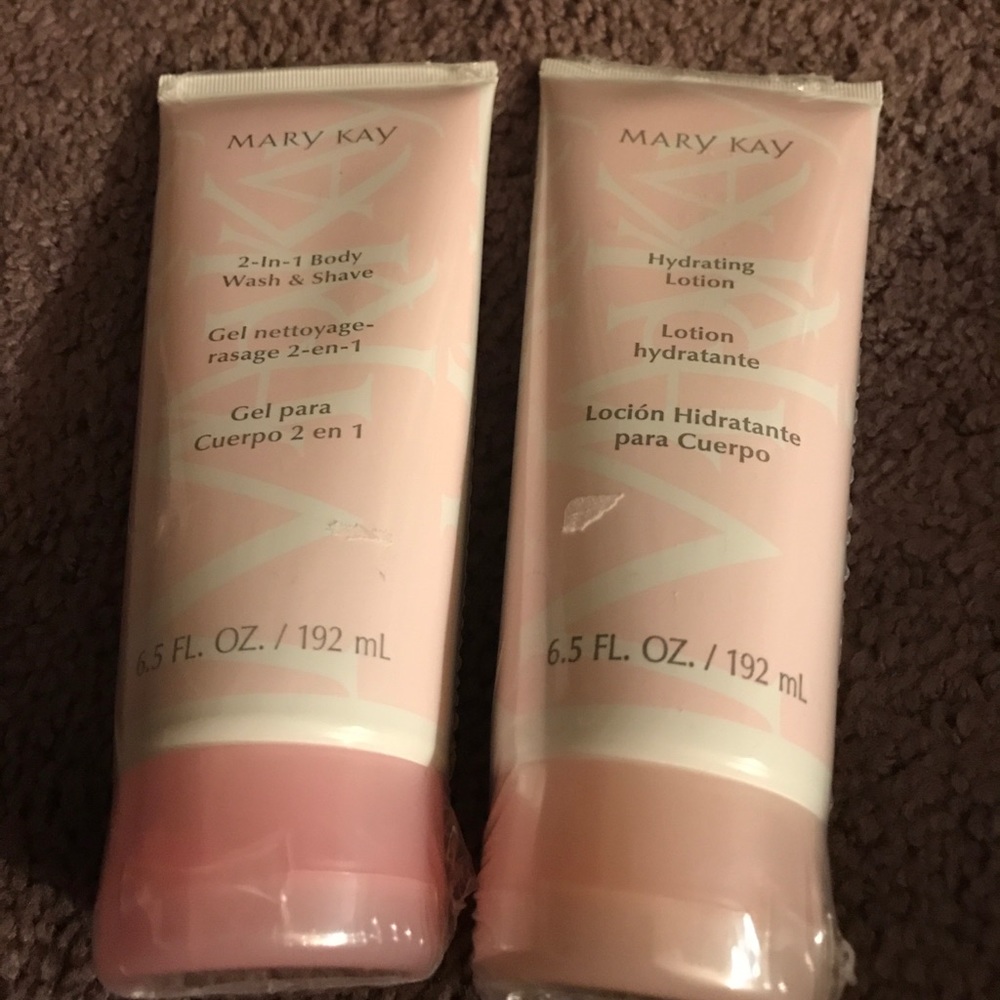 MARY KAY
2-In-1 Body
Wash & Shave
Gel nettoyage-
rasage 2-en-1
Gel para
Cuerpo 2 en 1
6.5 FL. OZ. / 192 mL
MARY KAY
Hydrating
Lotion
Lotion
hydratante
Loción Hidratante
para Cuerpo
6.5 FL. OZ. / 192 mL